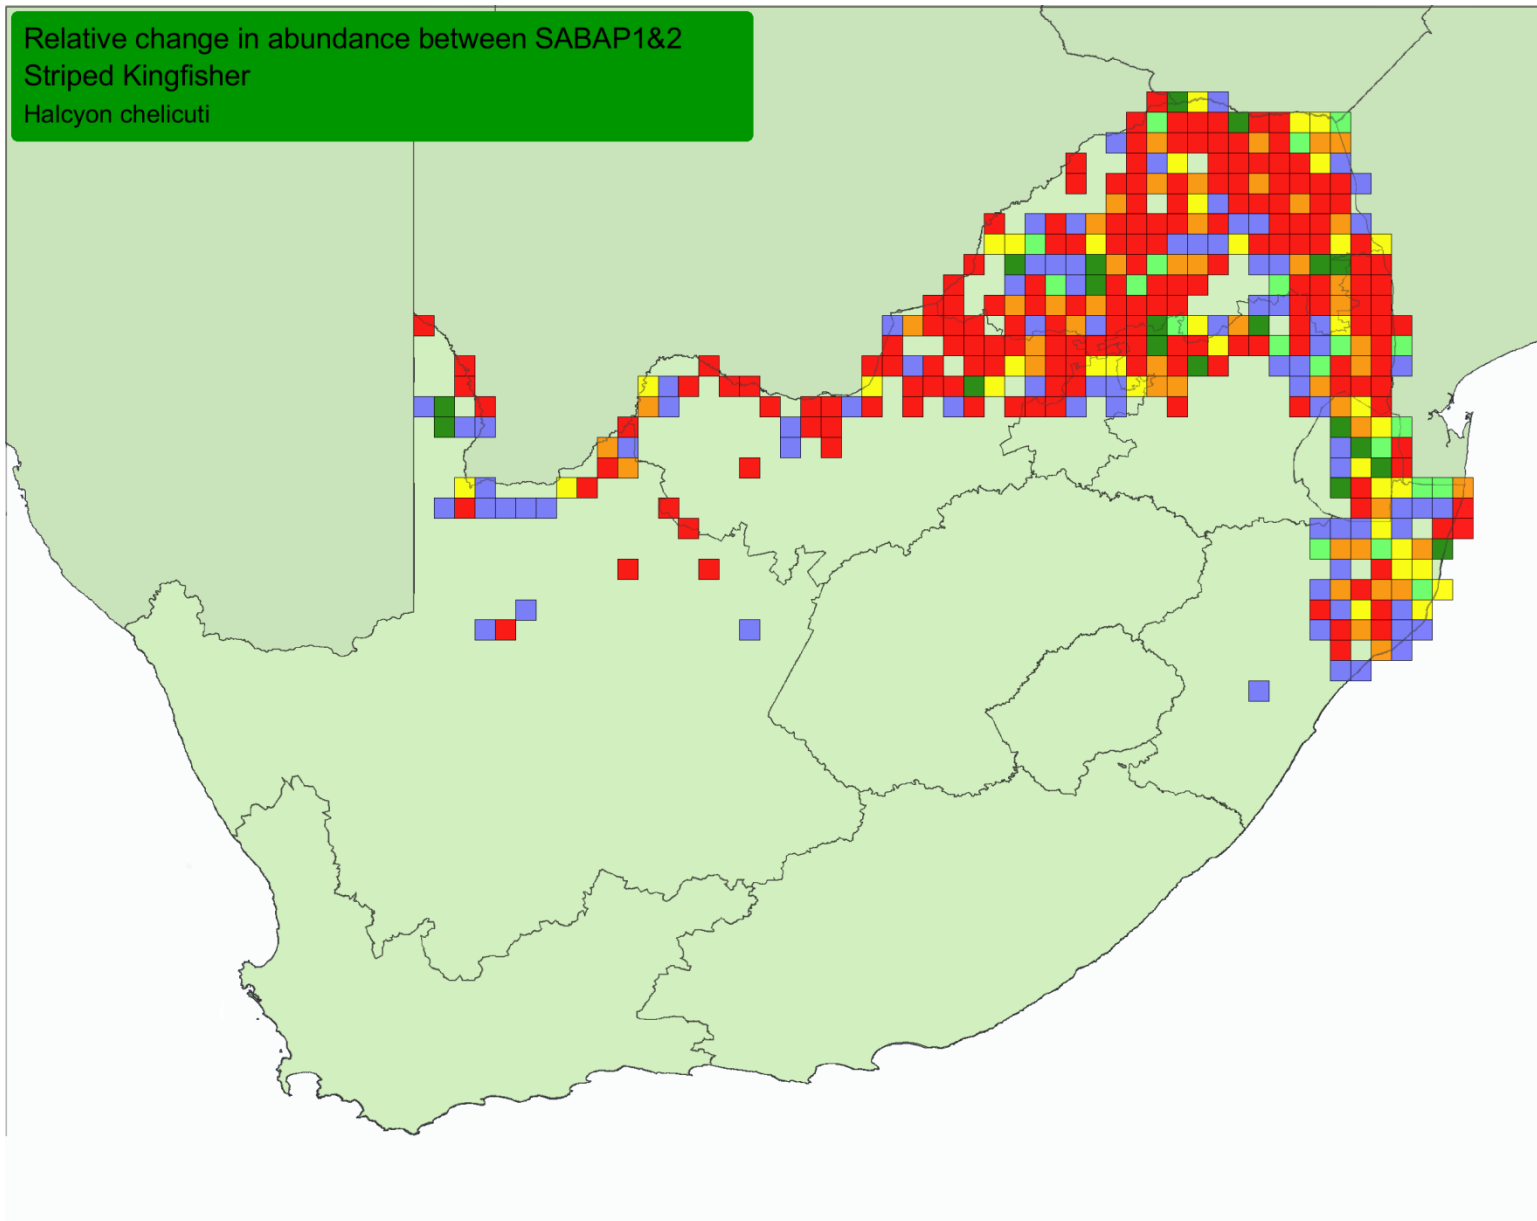 Relative change in abundance between SABAP1&2
Striped Kingfisher
Halcyon chelicuti